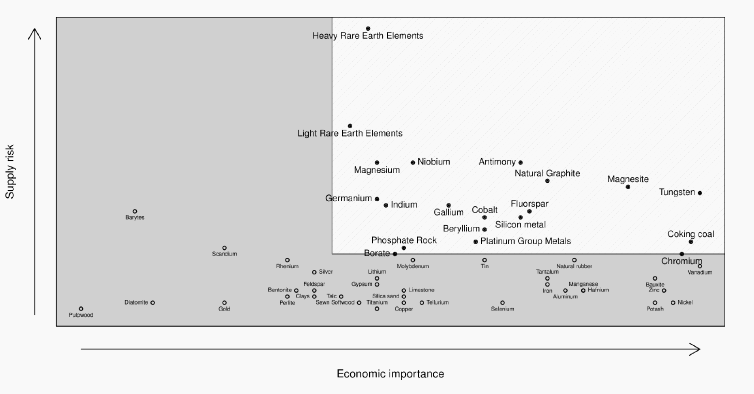 Heavy Rare Earth Elements
Light Rare Earth Elements
Magnesium
Niobium
Antimony
Natural Graphite
Magnesite
Tungsten
Germanium
Indium
Gallium
Cobalt
Fluorspar
Silicon metal
Beryllium
Platinum Group Metals
Coking coal
Phosphate Rock
Borate
Chromium
Barytes
Scandium
Rhenium
Molybdenum
Tin
Natural rubber
Vanadium
Silver
Lithium
Tantalum
Feldspar
Gypsum
Bauxite
Manganese
Bentonite
Limestone
Iron
Hafnium
Zinc
Perlite
Clays
Talc
Silica sand
Aluminum
Diatomite
Gold
Sawn Softwood
Titanium
Tellurium
Copper
Selenium
Potash
Nickel
Pulpwood
Supply risk
Economic importance